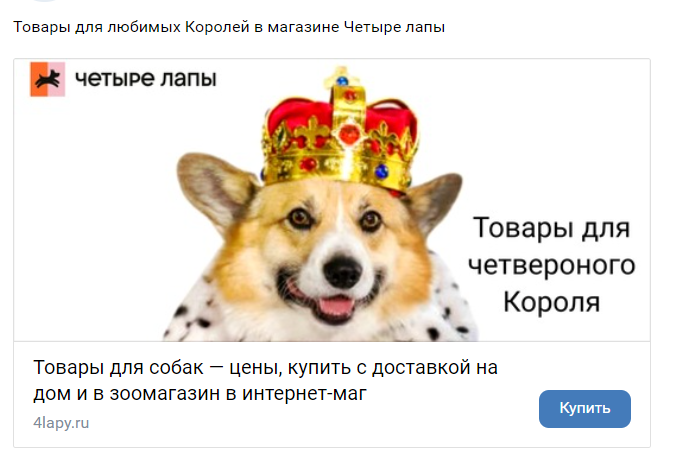 Товары для любимых Королей в магазине Четыре лапы
четыре лапы
Товары для
четвероного
Короля
Товары для собак — цены, купить с доставкой на
дом и в зоомагазин в интернет-маг
4lapy.ru
Купить